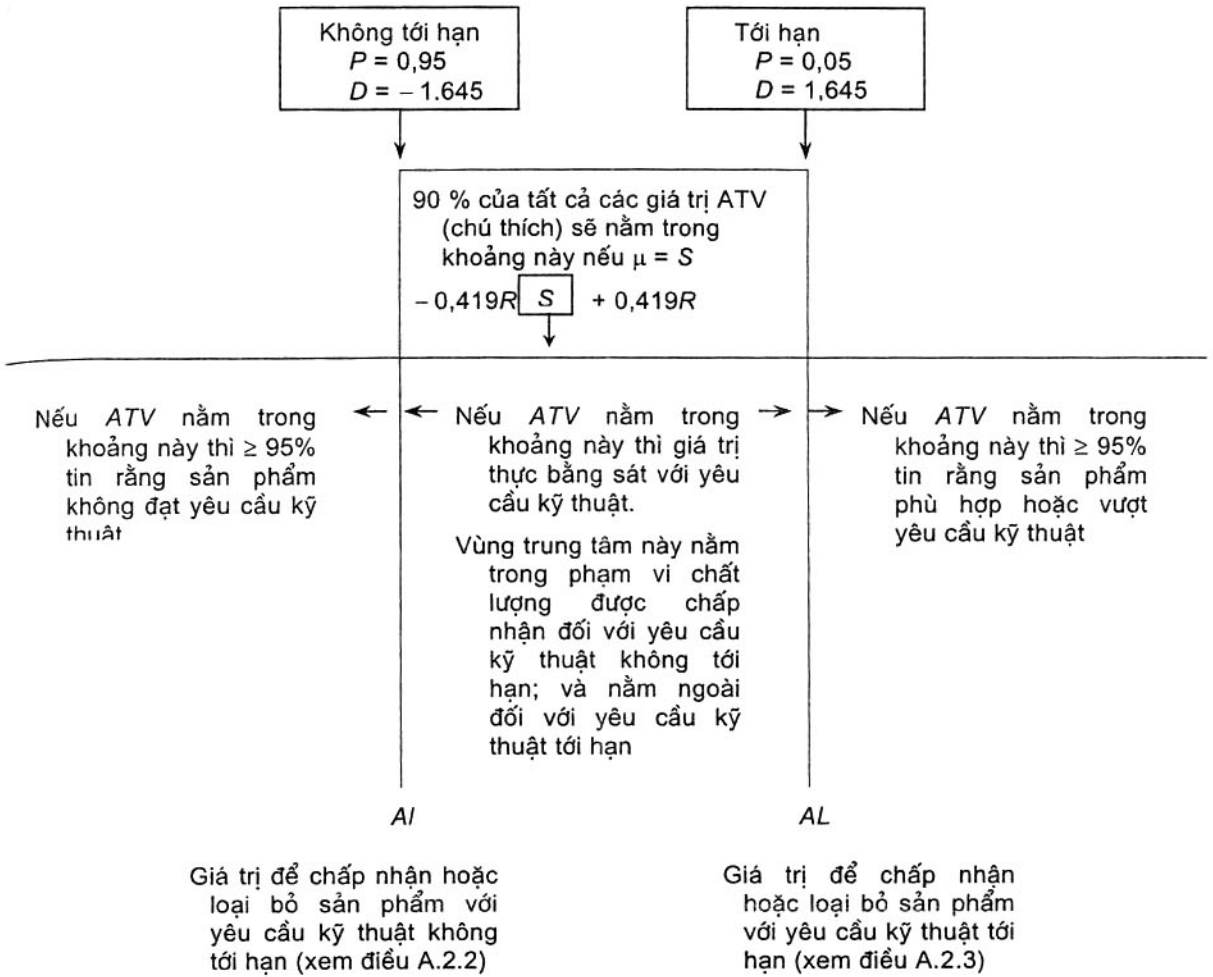 Không tới hạn
P = 0,95
D = – 1.645
Tới hạn
P = 0,05
D = 1,645
90 % của tất cả các giá trị ATV
(chú thích) sẽ nằm trong
khoảng này nếu μ = S
– 0,419R S + 0,419R
Nếu ATV nằm trong
khoảng này thì ≥ 95%
tin rằng sản phẩm
không đạt yêu cầu kỹ
thuật
Nếu ATV nằm trong
khoảng này thì giá trị
thực bằng sát với yêu
cầu kỹ thuật.
Vùng trung tâm này nằm
trong phạm vi chất
lượng được chấp
nhận đối với yêu cầu
kỹ thuật không tới
hạn; và nằm ngoài
đối với yêu cầu kỹ
thuật tới hạn
Nếu ATV nằm trong
khoảng này thì ≥ 95%
tin rằng sản phẩm
phù hợp hoặc vượt
yêu cầu kỹ thuật
AI
AL
Giá trị để chấp nhận hoặc
loại bỏ sản phẩm với
yêu cầu kỹ thuật không
tới hạn (xem điều A.2.2)
Giá trị để chấp nhận
hoặc loại bỏ sản phẩm
với yêu cầu kỹ thuật tới
hạn (xem điều A.2.3)